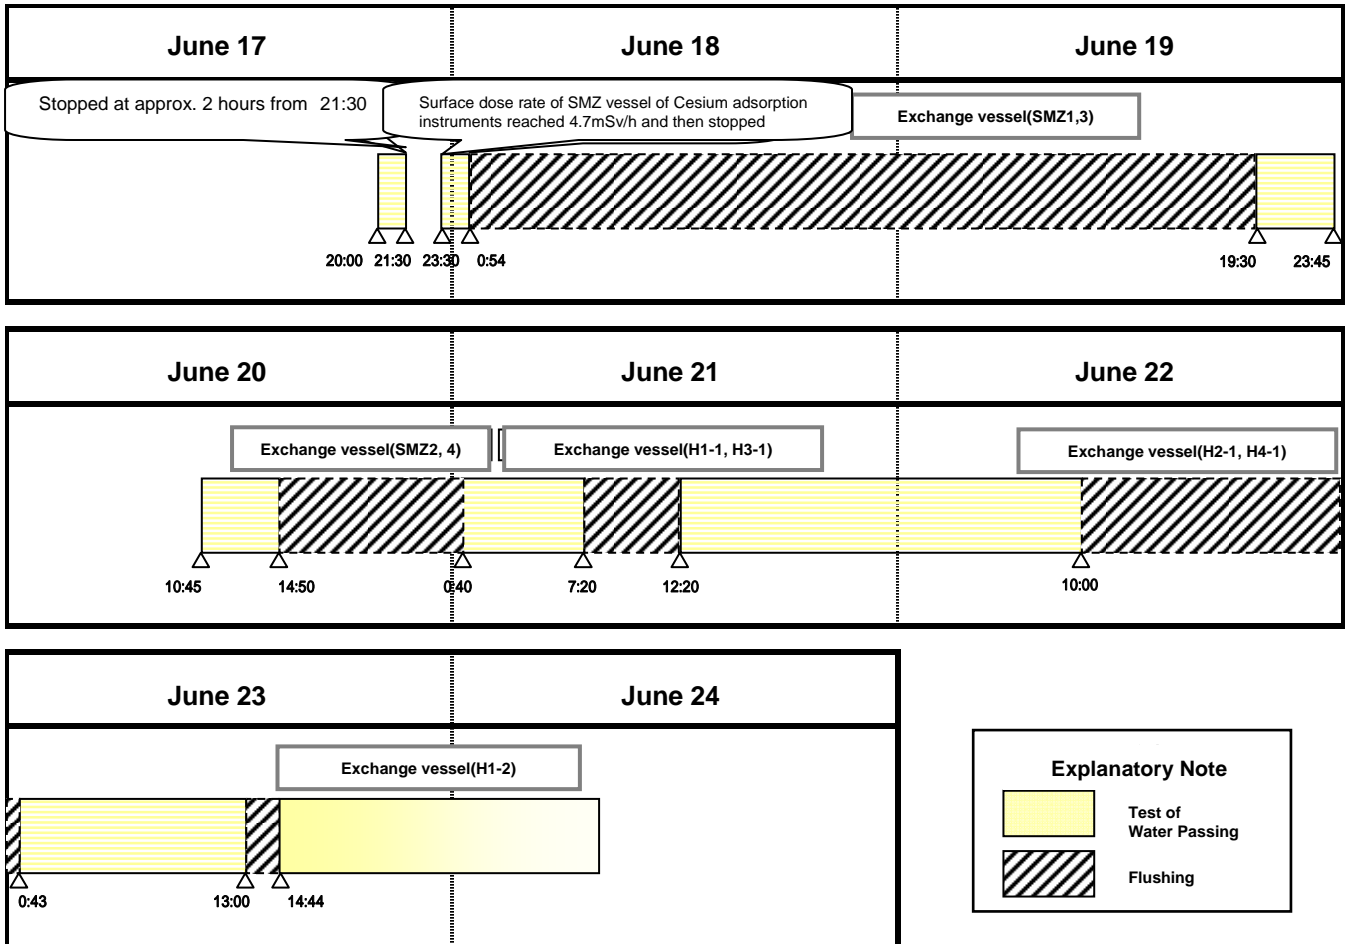 June 17
June 18
June 19
Stopped at approx. 2 hours from 21:30
Surface dose rate of SMZ vessel of Cesium adsorption
instruments reached 4.7mSv/h and then stopped
Exchange vessel(SMZ1,3)
20:00 21:30 23:30 0:54
19:30 23:45
June 20
June 21
June 22
Exchange vessel(SMZ2, 4)
Exchange vessel(H1-1, H3-1)
Exchange vessel(H2-1, H4-1)
10:45 14:50 0:40 7:20 12:20 10:00
June 23
June 24
Exchange vessel(H1-2)
0:43 13:00 14:44
Explanatory Note
Test of
Water Passing
Flushing